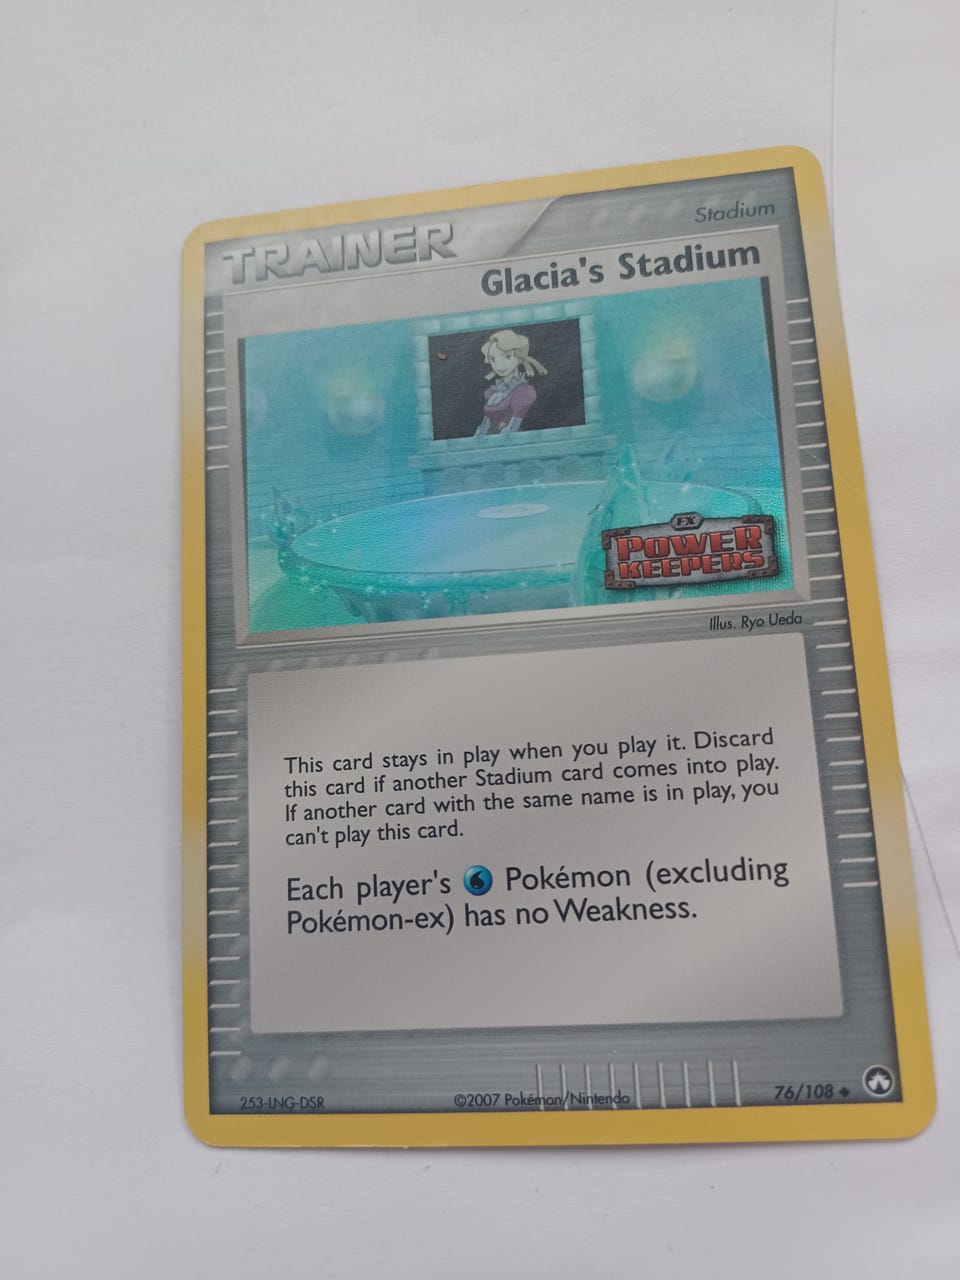 TRAINER
Stadium
Glacia's Stadium
EX
POWER
KEEPERS
Illus. Ryo Ueda
This card stays in play when you play it. Discard
this card if another Stadium card comes into play.
If another card with the same name is in play, you
can't play this card.
Each player's Pokémon (excluding
Pokémon-ex) has no Weakness.
253-LNG-DSR
©2007 Pokémon/Nintendo
76/108